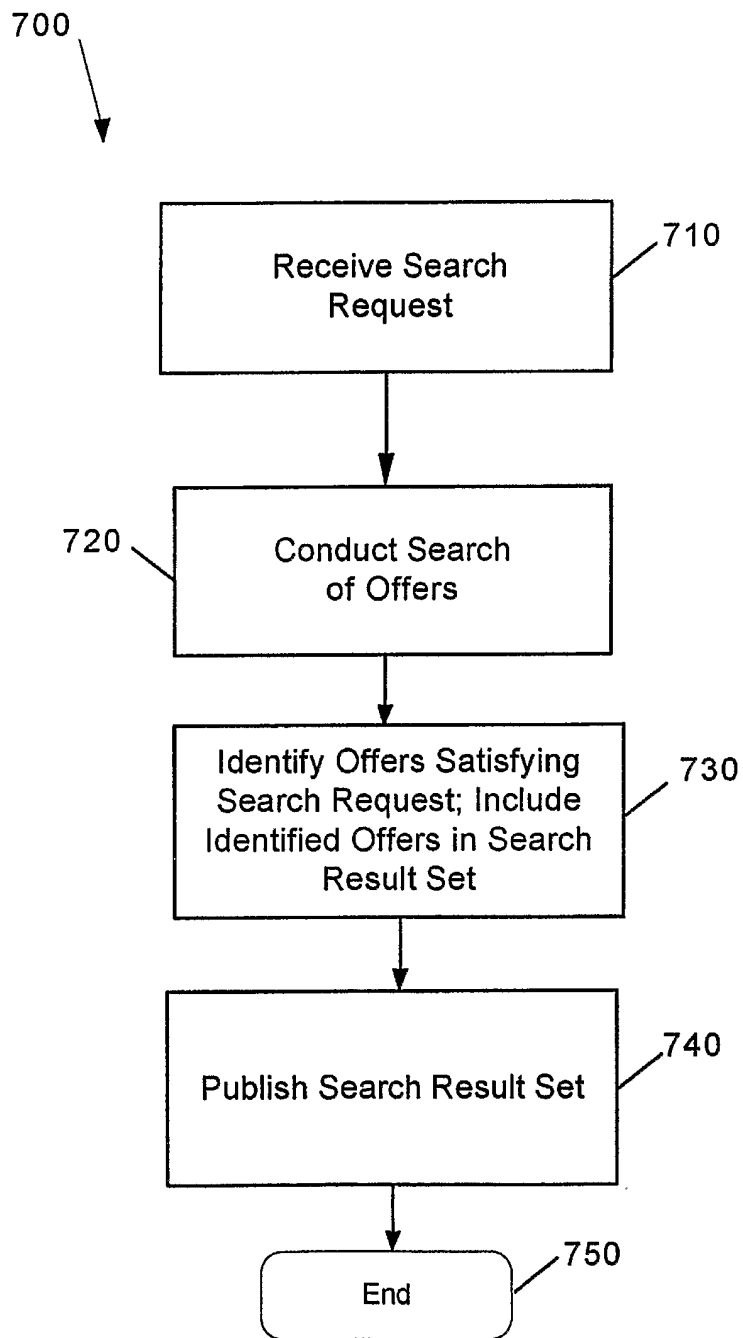 700
Receive Search
Request
710
720
Conduct Search
of Offers
Identify Offers Satisfying
Search Request; Include
Identified Offers in Search
Result Set
730
Publish Search Result Set
740
End
750